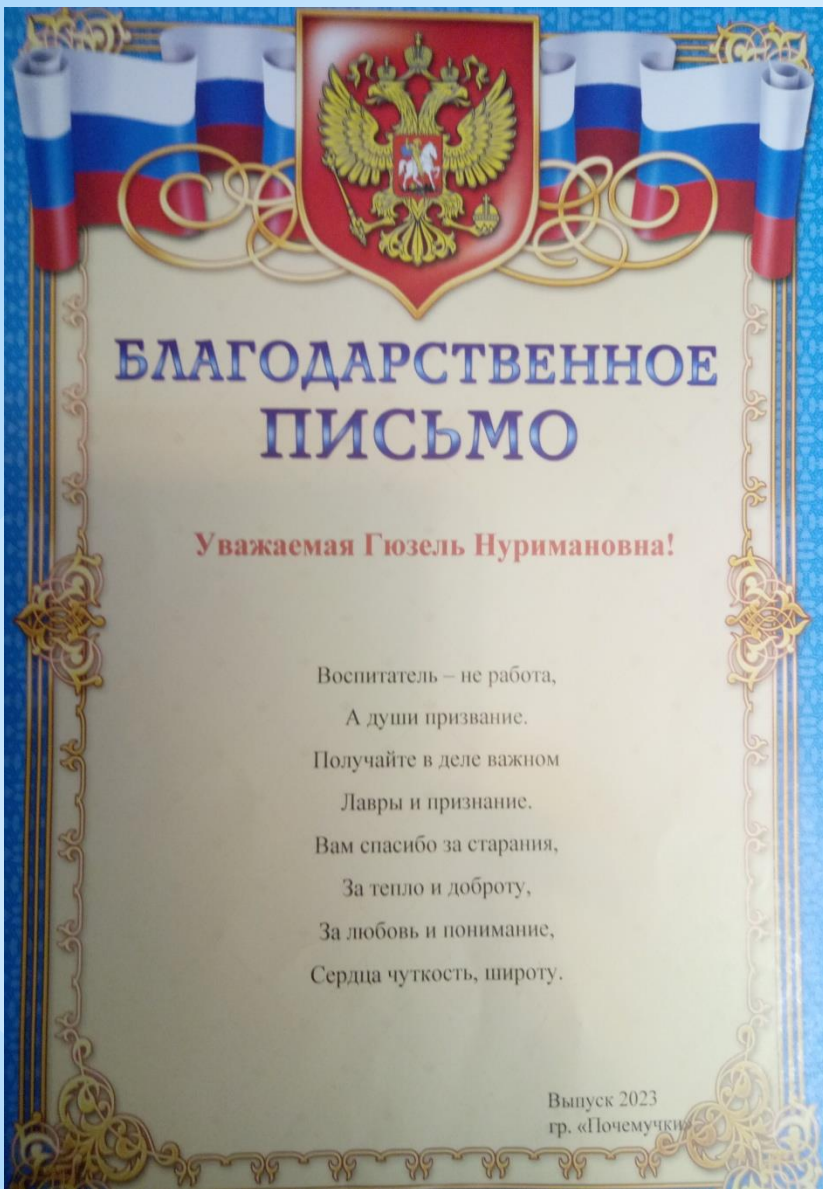 БЛАГОДАРСТВЕННОЕ
ПИСЬМО
Уважаемая Гюзель Нуримановна!
Воспитатель – не работа,
А души призвание.
Получайте в деле важном
Лавры и признание.
Вам спасибо за старания,
За тепло и доброту,
За любовь и понимание,
Сердца чуткость, широту.
Выпуск 2023
гр. «Почемучки»